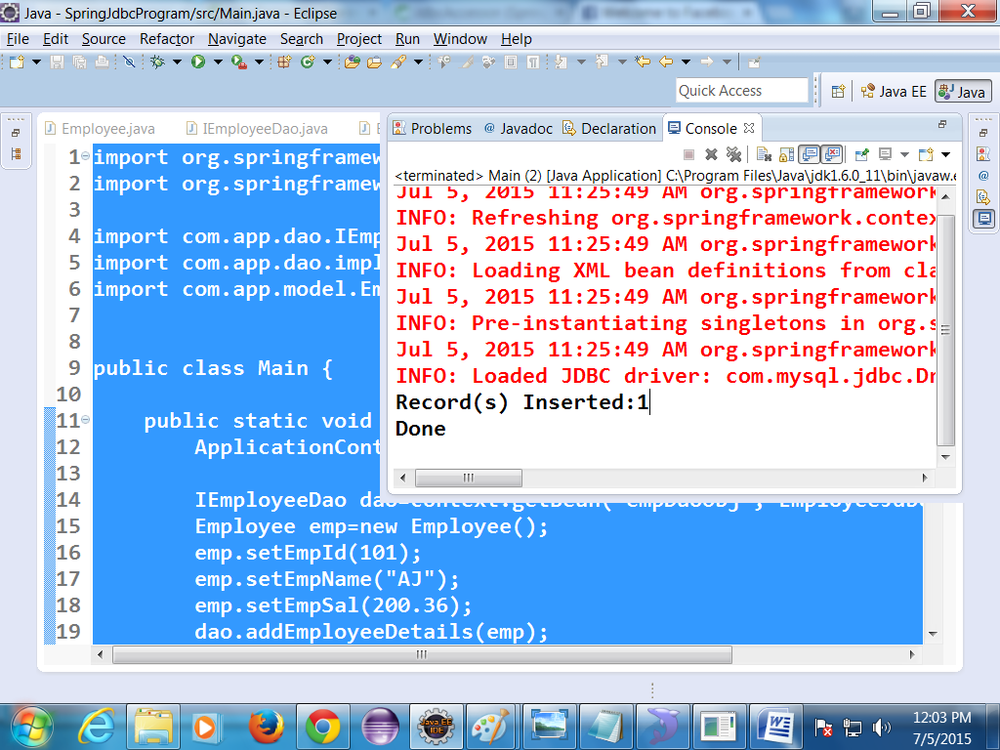 Java - SpringJdbcProgram/src/Main.java - Eclipse
File Edit Source Refactor Navigate Search Project Run Window Help
Quick Access
Java EE
Java
Employee.java
IEmployeeDao.java
E
Problems
@ Javadoc
Declaration
Console
<terminated> Main (2) [Java Application] C:\Program Files\Java\jdk1.6.0_11\bin\javaw.e
Jul 5, 2015 11:25:49 AM org.springframework
INFO: Refreshing org.springframework.contex
Jul 5, 2015 11:25:49 AM org.springframework
INFO: Loading XML bean definitions from cla
Jul 5, 2015 11:25:49 AM org.springframework
INFO: Pre-instantiating singletons in org.s
Jul 5, 2015 11:25:49 AM org.springframework
INFO: Loaded JDBC driver: com.mysql.jdbc.Dr
Record(s) Inserted:1
Done
1 import org.springframew
2 import org.springframew
3
4 import com.app.dao.IEmp
5 import com.app.dao.impl
6 import com.app.model.Em
7
8
9 public class Main {
10
11 public static void
12 ApplicationCont
13
14 IEmployeeDao dao=context.getBean("empDaoObj", EmployeeJdb
15 Employee emp=new Employee();
16 emp.setEmpId(101);
17 emp.setEmpName("AJ");
18 emp.setEmpSal(200.36);
19 dao.addEmployeeDetails(emp);
Java EE
IDE
12:03 PM
7/5/2015